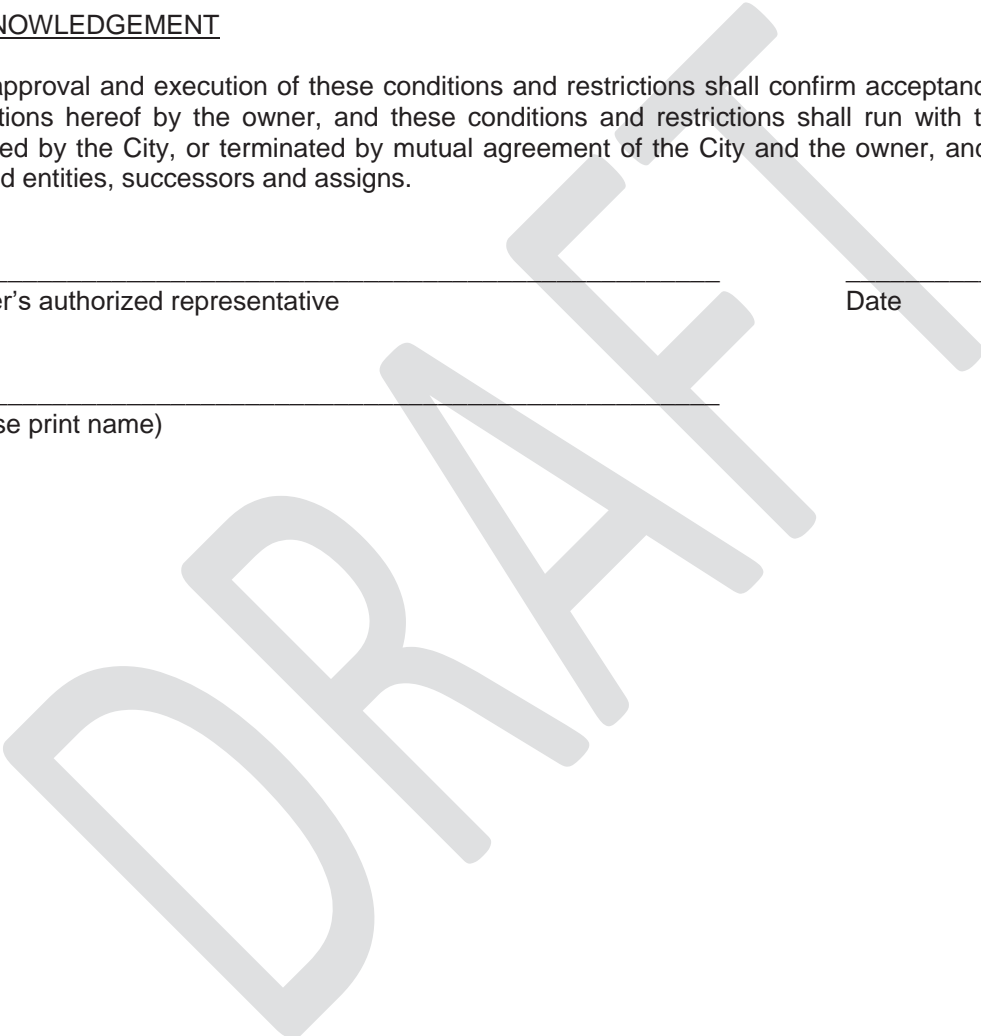 NOWLEDGEMENT
approval and execution of these conditions and restrictions shall confirm acceptanc
tions hereof by the owner, and these conditions and restrictions shall run with t
ed by the City, or terminated by mutual agreement of the City and the owner, and
d entities, successors and assigns.
er’s authorized representative Date
se print name)
DRAFT